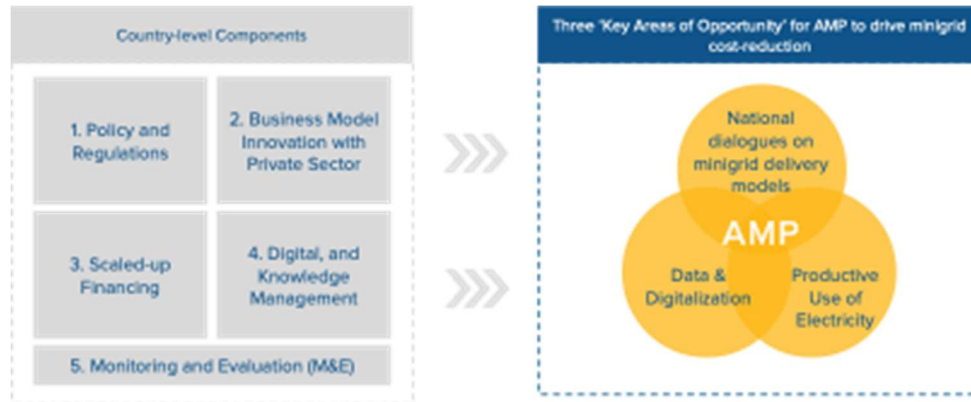 Country-level Components
1. Policy and
Regulations
2. Business Model
Innovation with
Private Sector
3. Scaled-up
Financing
4. Digital, and
Knowledge
Management
5. Monitoring and Evaluation (M&E)
Three 'Key Areas of Opportunity' for AMP to drive minigrid
cost-reduction
National
dialogues on
minigrid delivery
models
AMP
Data &
Digitalization
Productive
Use of
Electricity